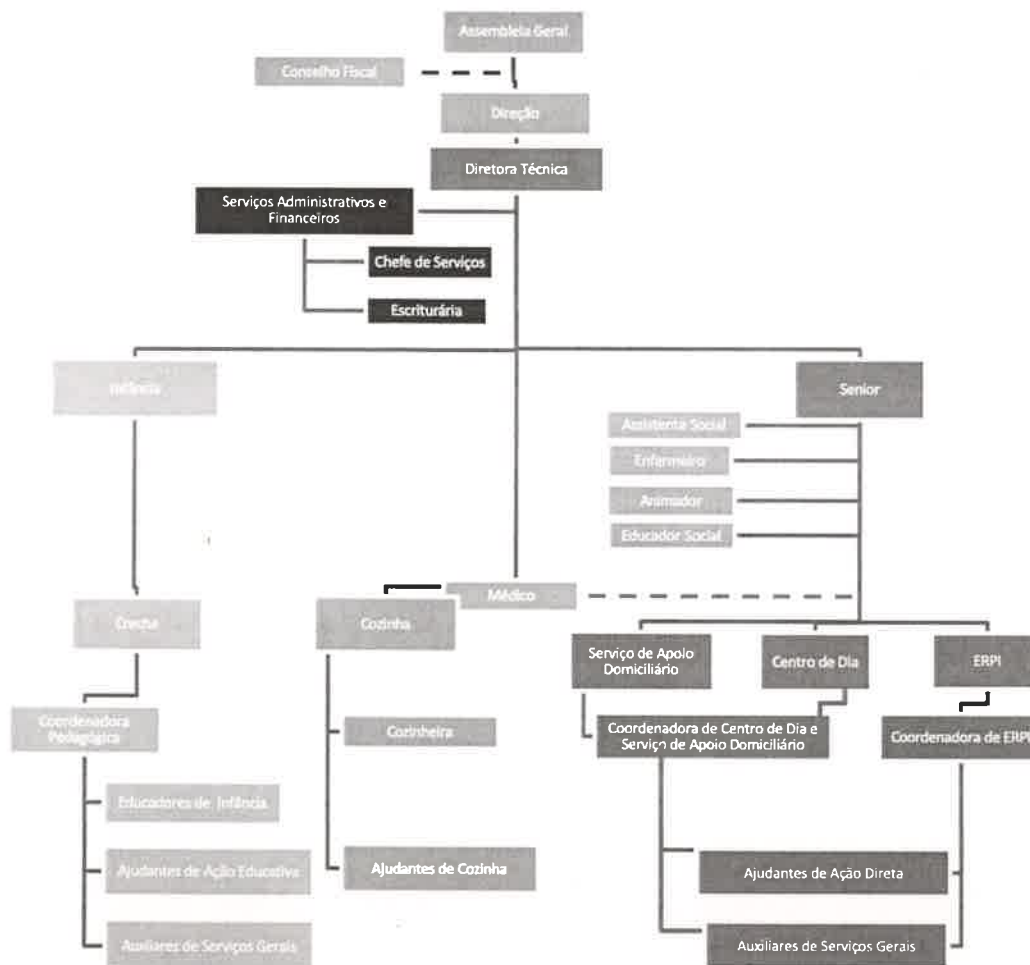 Assembleia Geral
Conselho Fiscal
Direção
Diretora Técnica
Serviços Administrativos e
Financeiros
Chefe de Serviços
Escriturária
Infância
Senior
Assistente Social
Enfermeiro
Animador
Educador Social
Médico
Creche
Cozinha
Serviço de Apoio
Domiciliário
Centro de Dia
ERPI
Coordenadora
Pedagógica
Cozinheira
Coordenadora de Centro de Dia e
Serviço de Apoio Domiciliário
Coordenadora de ERPI
Educadores de Infância
Ajudantes de Ação Educativa
Ajudantes de Cozinha
Ajudantes de Ação Direta
Auxiliares de Serviços Gerais
Auxiliares de Serviços Gerais